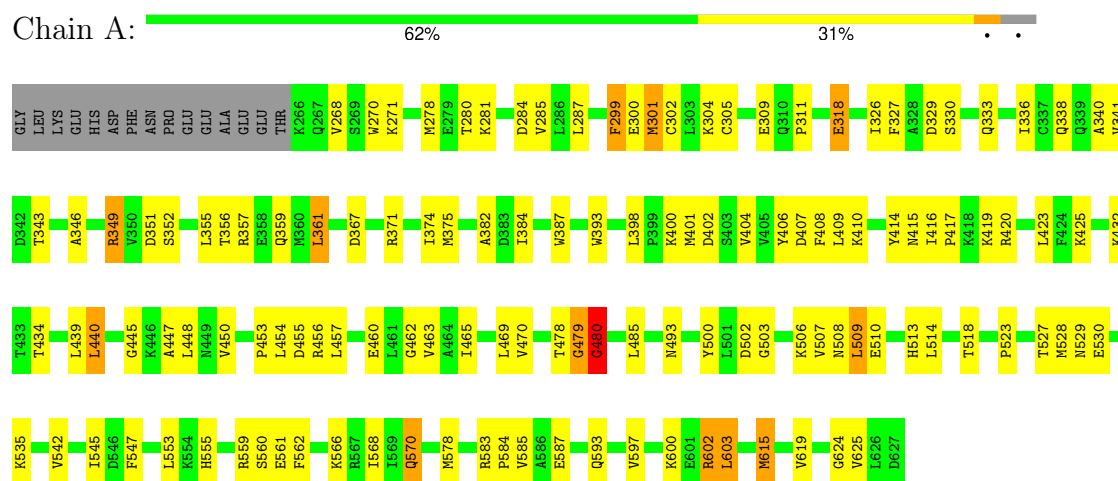 Chain A:
62% 31% • •
GLY LEU LYS GLU HIS ASP PHE ASN PRO GLU GLU ALA GLU GLU THR K266 Q267 V268 S269 W270 K271 M278 E279 T280 K281 D284 V285 L286 L287 F299 E300 M301 C302 L303 K304 C305 E309 Q310 P311 E318 I326 F327 A328 D329 S330 Q333 I336 C337 Q338 Q339 A340 V341
D342 T343 A346 R349 V350 D351 S352 L355 T356 R357 E358 Q359 M360 L361 D367 R371 I374 M375 A382 D383 I384 W387 W393 L398 P399 K400 M401 D402 S403 V404 V405 Y406 D407 F408 L409 K410 Y414 N415 I416 P417 K418 K419 R420 L423 F424 K425 K432
T433 T434 L439 L440 G445 K446 A447 L448 N449 V450 P453 L454 D455 R456 L457 E460 L461 G462 V463 A464 I465 L469 V470 T478 G479 G480 L485 N493 Y500 L501 D502 G503 K506 V507 N508 L509 E510 H513 L514 T518 P523 T527 M528 N529 E530
K535 V542 I545 D546 F547 L553 K554 H555 R559 S560 E561 F562 K566 R567 I568 I569 Q570 M578 R583 P584 V585 A586 E587 Q593 V597 K600 E601 R602 L603 M615 V619 G624 V625 L626 D627